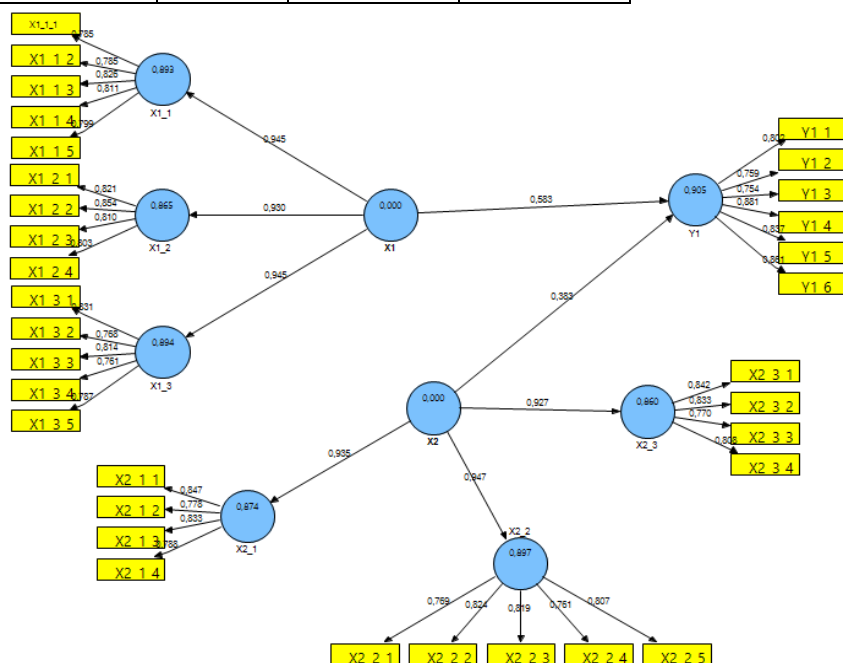 X1_1_1
0,785
X1 1 2
0,785
X1 1 3
0,826
X1 1 4
0,811
X1 1 5
0,799
0,893
X1_1
X1 2 1
0,821
X1 2 2
0,854
X1 2 3
0,810
X1 2 4
0,803
0,865
X1_2
X1 3 1
0,831
X1 3 2
0,768
X1 3 3
0,814
X1 3 4
0,761
X1 3 5
0,787
0,894
X1_3
0,945
0,930
0,945
0,000
X1
0,583
0,905
Y1
Y1 1
0,802
Y1 2
0,759
Y1 3
0,754
Y1 4
0,881
Y1 5
0,837
Y1 6
0,383
0,000
X2
0,927
0,860
X2_3
X2 3 1
0,842
X2 3 2
0,833
X2 3 3
0,770
X2 3 4
0,808
0,935
0,947
X2 1 1
0,847
X2 1 2
0,778
X2 1 3
0,833
X2 1 4
0,788
0,874
X2_1
X2_2
0,897
0,769
0,824
0,819
0,761
0,807
X2 2 1
X2 2 2
X2 2 3
X2 2 4
X2 2 5